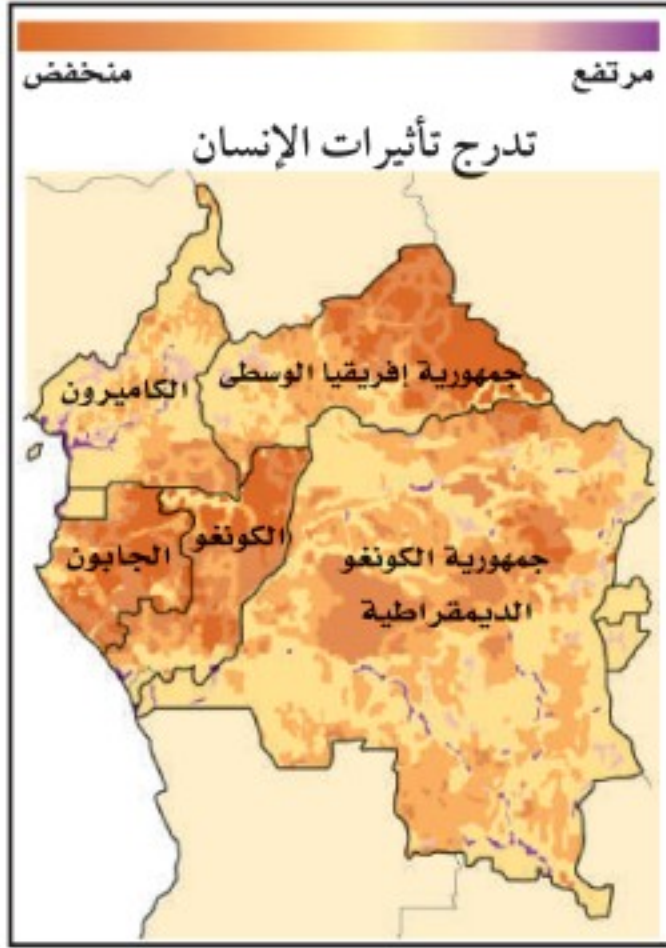 مرتفع
منخفض
تدرج تأثيرات الإنسان
جمهورية إفريقيا الوسطى
الكاميرون
الكونغو
الجابون
جمهورية الكونغو
الديمقراطية